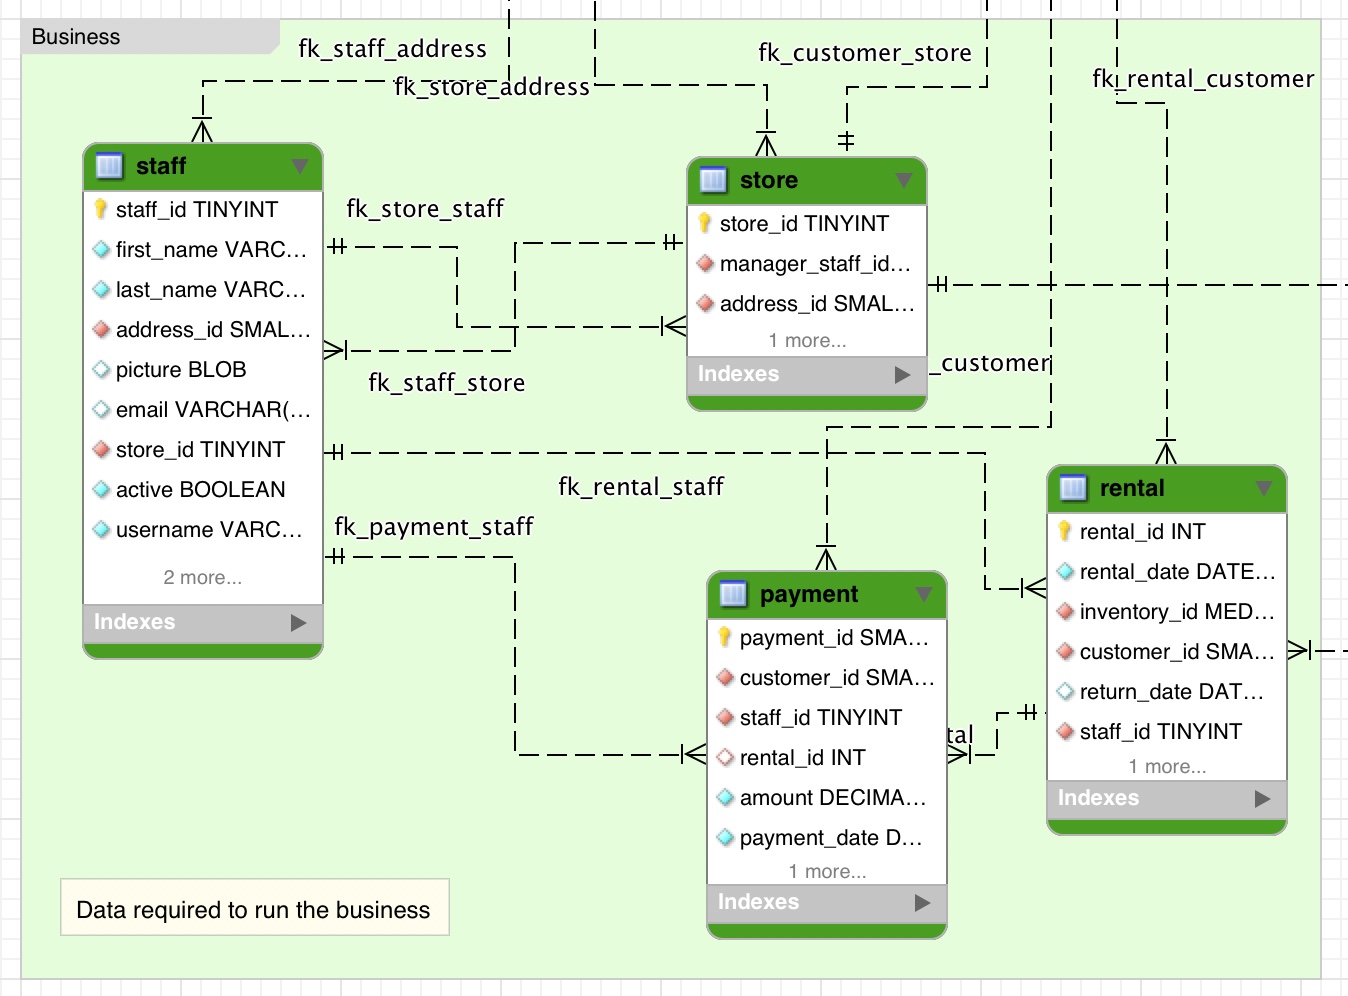 Business
fk_staff_address
fk_store_address
fk_customer_store
fk_rental_customer
staff
staff_id TINYINT
first_name VARC...
last_name VARC...
address_id SMAL...
picture BLOB
email VARCHAR(...
store_id TINYINT
active BOOLEAN
username VARC...
2 more...
Indexes
fk_store_staff
fk_staff_store
store
store_id TINYINT
manager_staff_id...
address_id SMAL...
1 more...
Indexes
_customer
fk_rental_staff
fk_payment_staff
payment
payment_id SMA...
customer_id SMA...
staff_id TINYINT
rental_id INT
amount DECIMA...
payment_date D...
1 more...
Indexes
tal
rental
rental_id INT
rental_date DATE...
inventory_id MED...
customer_id SMA...
return_date DAT...
staff_id TINYINT
1 more...
Indexes
Data required to run the business